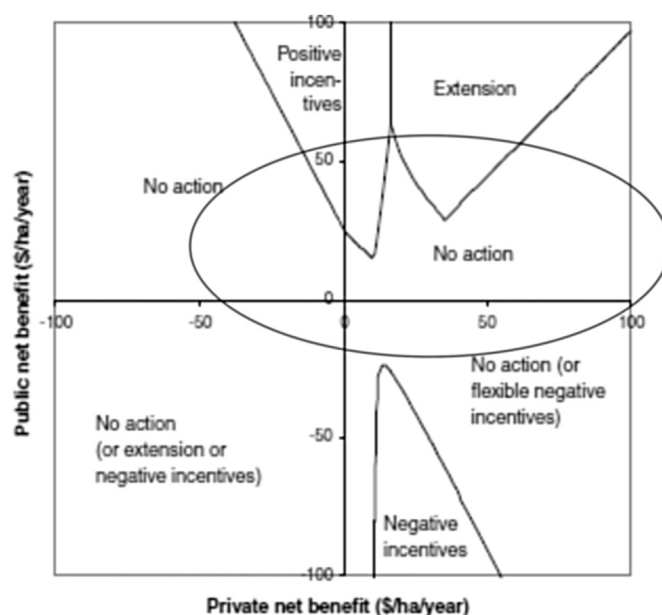 100
Positive
incen-
tives
Extension
50
No action
No action
0
-100
-50
0
50
100
No action (or
flexible negative
incentives)
No action
(or extension or
negative incentives)
-50
Negative
incentives
-100
Public net benefit ($/ha/year)
Private net benefit ($/ha/year)